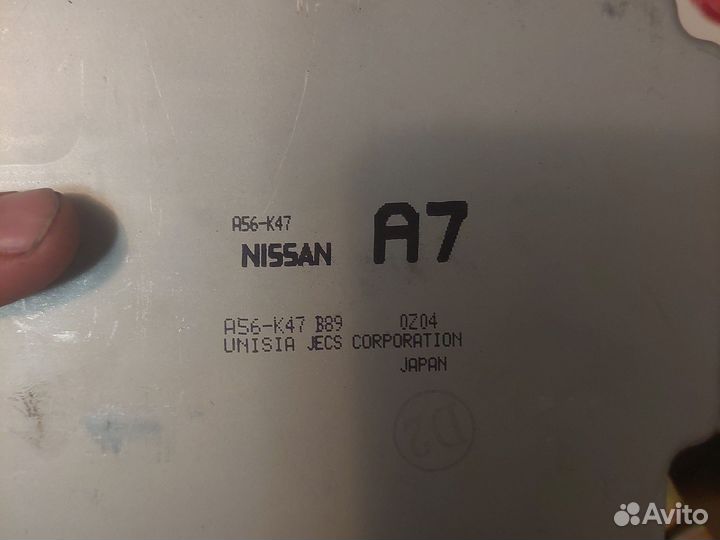 A56-K47
NISSAN A7
A56-K47 B89 0Z04
UNISIA JECS CORPORATION
JAPAN
D2
Avito